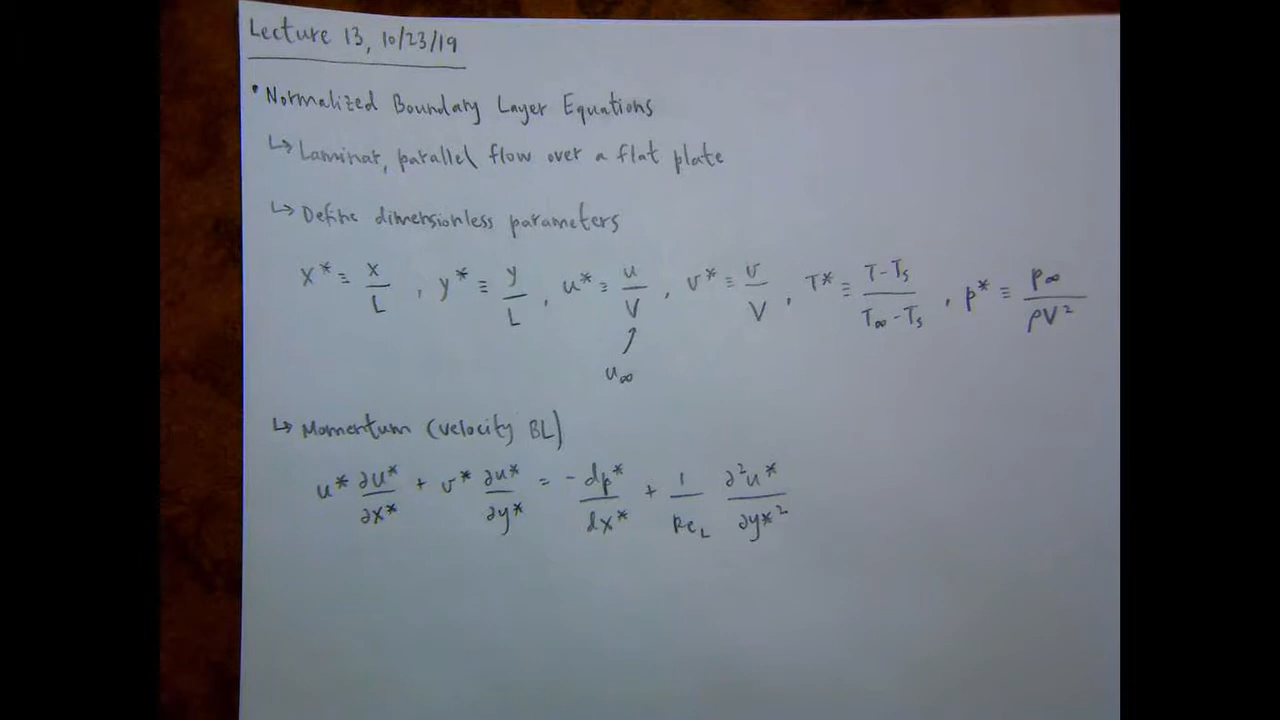 Lecture 13, 10/23/19
• Normalized Boundary Layer Equations
↳ Laminar, parallel flow over a flat plate
↳ Define dimensionless parameters
x* ≡ x/L , y* ≡ y/L , u* ≡ u/V , v* ≡ v/V , T* ≡ (T-Ts)/(T∞-Ts) , p* ≡ p∞/(ρV²)
↑
u∞
↳ Momentum (velocity BL)
u* ∂u*/∂x* + v* ∂u*/∂y* = - dp*/dx* + 1/Re_L ∂²u*/∂y*²